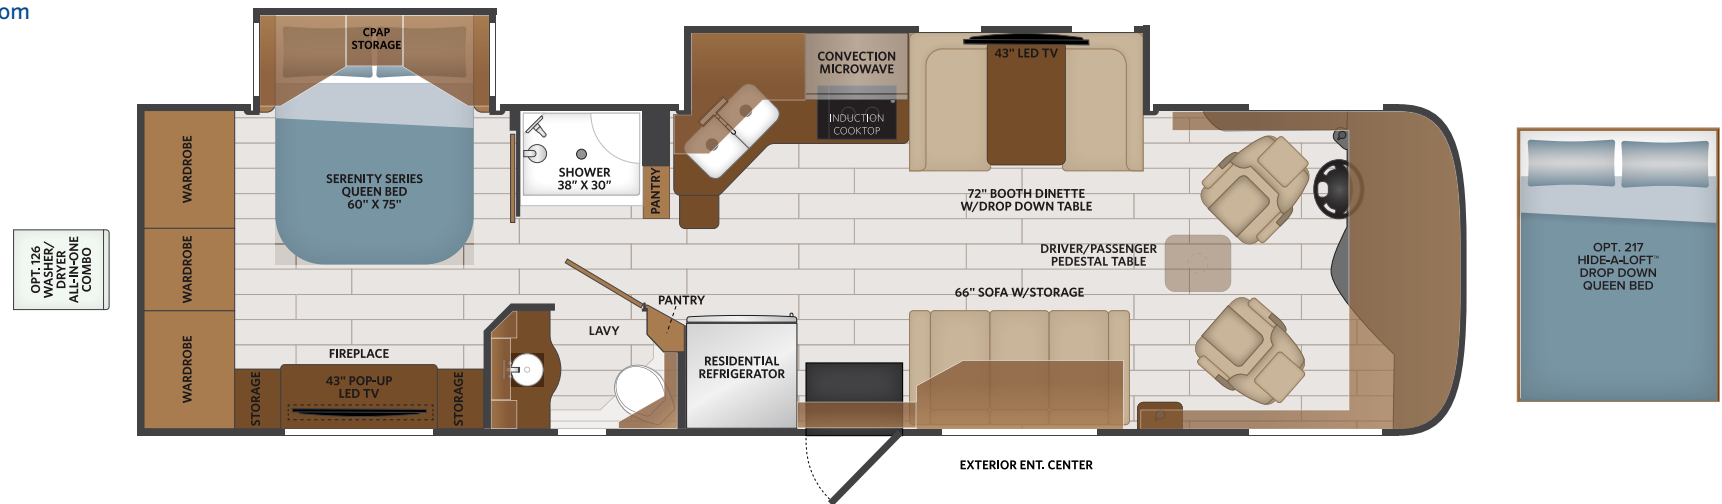 om
CPAP
STORAGE
CONVECTION
MICROWAVE
43" LED TV
INDUCTION
COOKTOP
WARDROBE
SERENITY SERIES
QUEEN BED
60" X 75"
SHOWER
38" X 30"
PANTRY
72" BOOTH DINETTE
W/DROP DOWN TABLE
DRIVER/PASSENGER
PEDESTAL TABLE
OPT. 217
HIDE-A-LOFT™
DROP DOWN
QUEEN BED
OPT. 126
WASHER/
DRYER
ALL-IN-ONE
COMBO
WARDROBE
66" SOFA W/STORAGE
PANTRY
LAVY
WARDROBE
FIREPLACE
RESIDENTIAL
REFRIGERATOR
STORAGE
43" POP-UP
LED TV
STORAGE
EXTERIOR ENT. CENTER